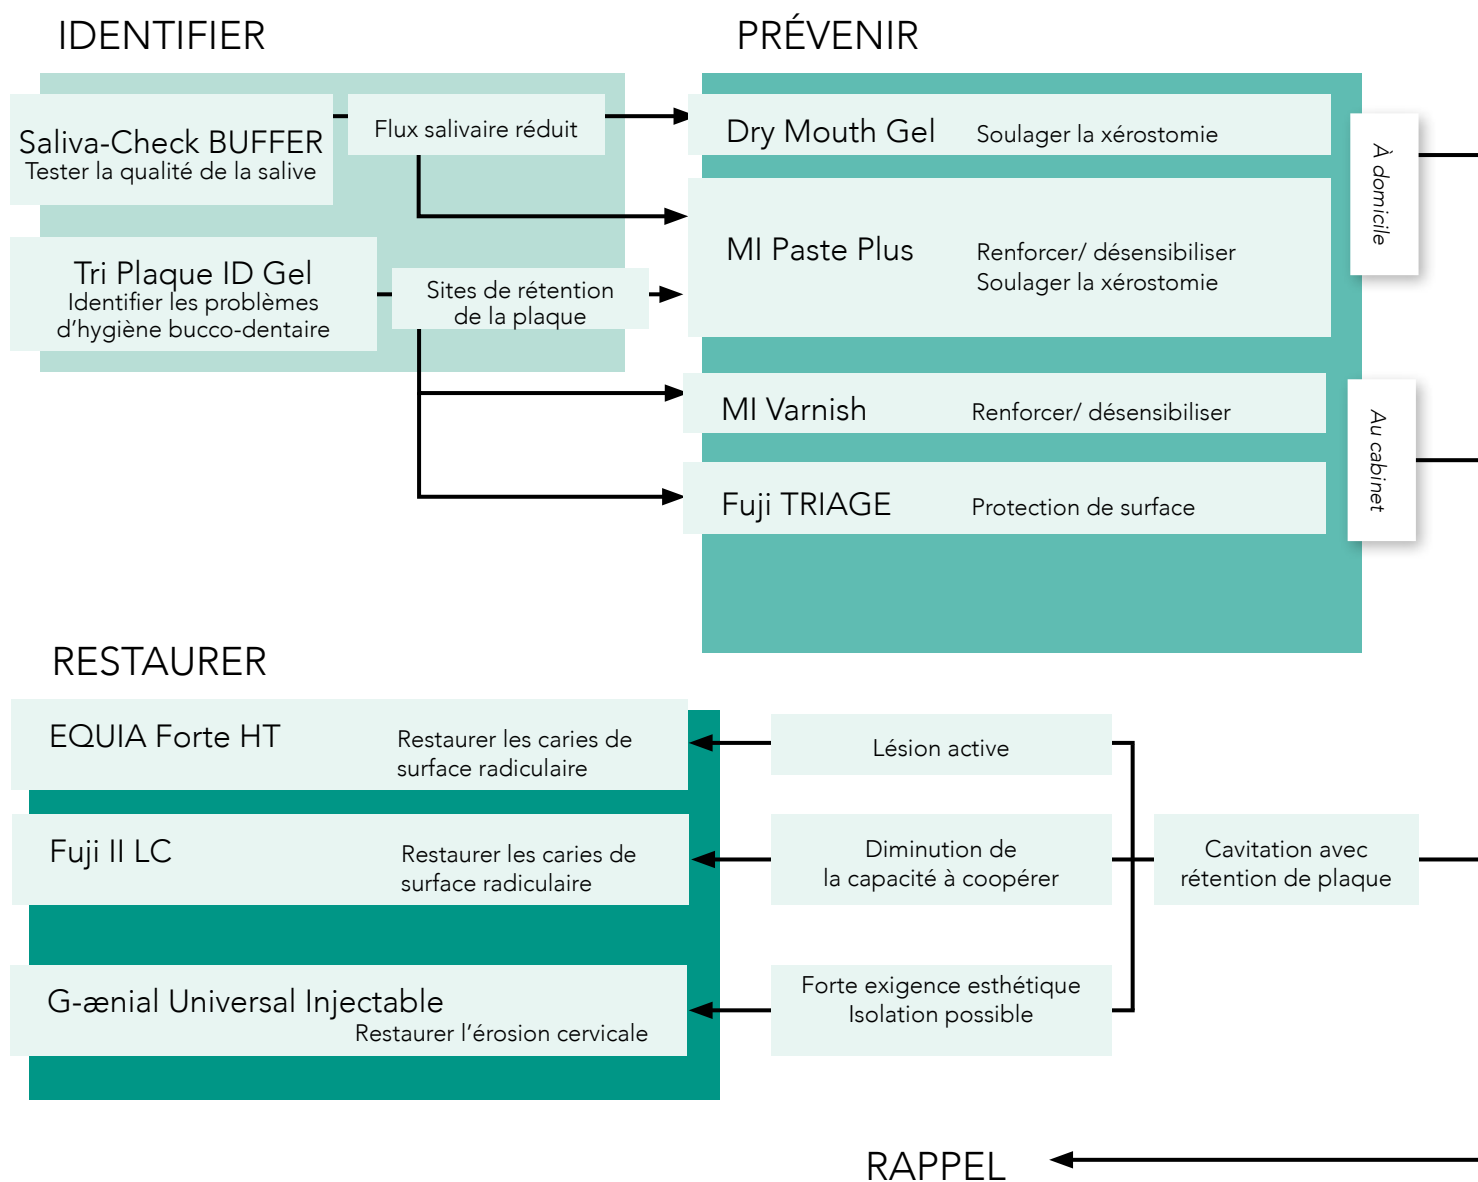 IDENTIFIER
PRÉVENIR
Saliva-Check BUFFER
Tester la qualité de la salive
Flux salivaire réduit
Dry Mouth Gel
Soulager la xérostomie
À domicile
MI Paste Plus
Renforcer/ désensibiliser
Soulager la xérostomie
Tri Plaque ID Gel
Identifier les problèmes
d’hygiène bucco-dentaire
Sites de rétention
de la plaque
MI Varnish
Renforcer/ désensibiliser
Au cabinet
Fuji TRIAGE
Protection de surface
RESTAURER
EQUIA Forte HT
Restaurer les caries de
surface radiculaire
Lésion active
Fuji II LC
Restaurer les caries de
surface radiculaire
Diminution de
la capacité à coopérer
Cavitation avec
rétention de plaque
G-ænial Universal Injectable
Restaurer l’érosion cervicale
Forte exigence esthétique
Isolation possible
RAPPEL